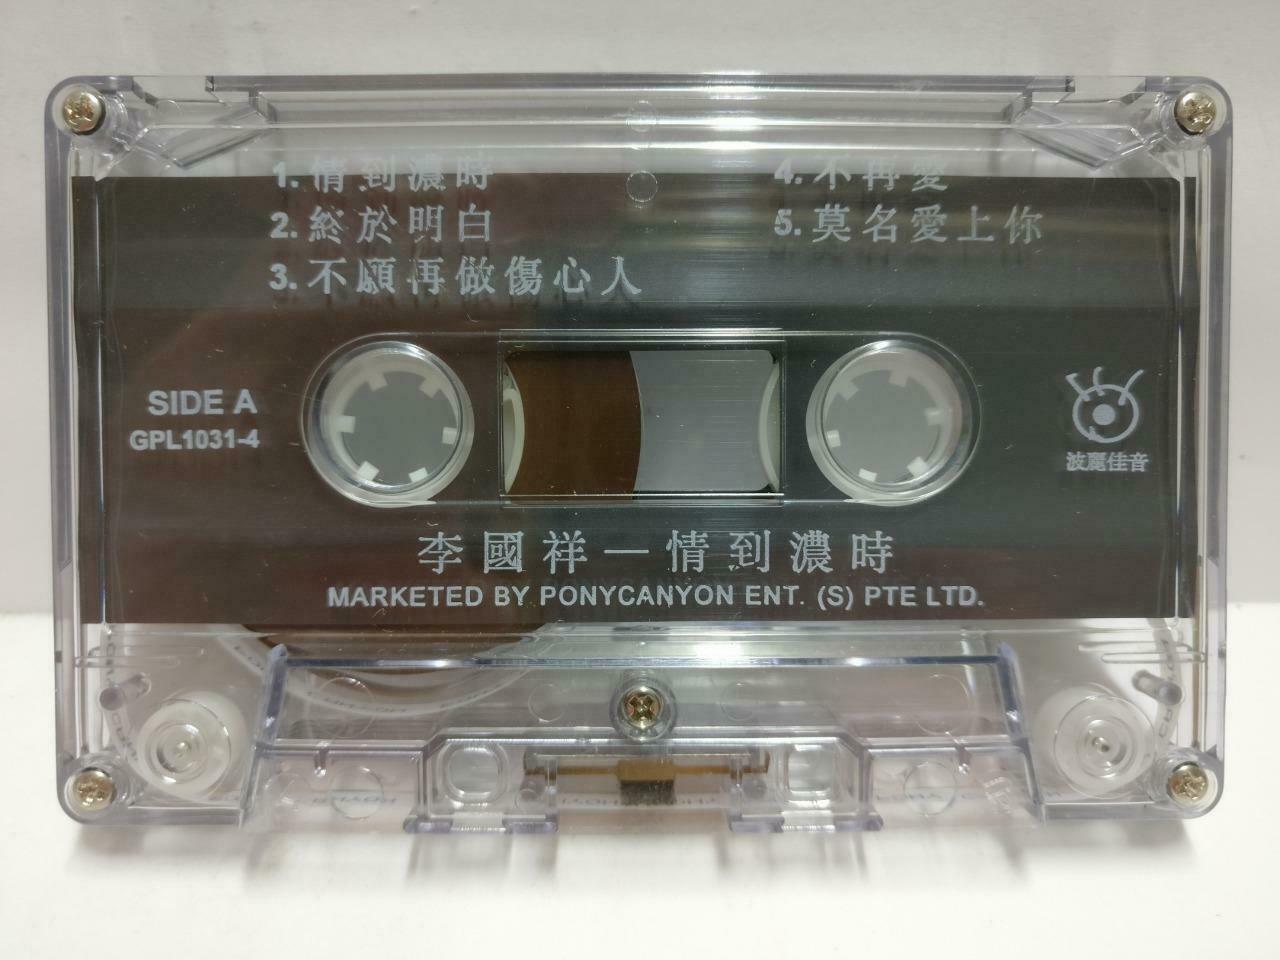 1. 情到濃時
2. 終於明白
3. 不願再做傷心人
4. 不再愛
5. 莫名愛上你
SIDE A
GPL1031-4
波麗佳音
李國祥—情到濃時
MARKETED BY PONYCANYON ENT. (S) PTE LTD.